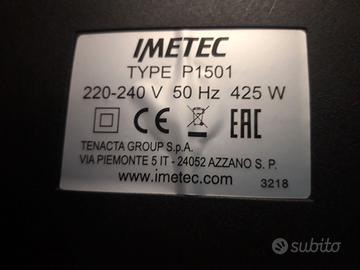 IMETEC
TYPE P1501
220-240 V 50 Hz 425 W
CE EAC
TENACTA GROUP S.p.A.
VIA PIEMONTE 5 IT - 24052 AZZANO S. P.
www.imetec.com
3218
subito